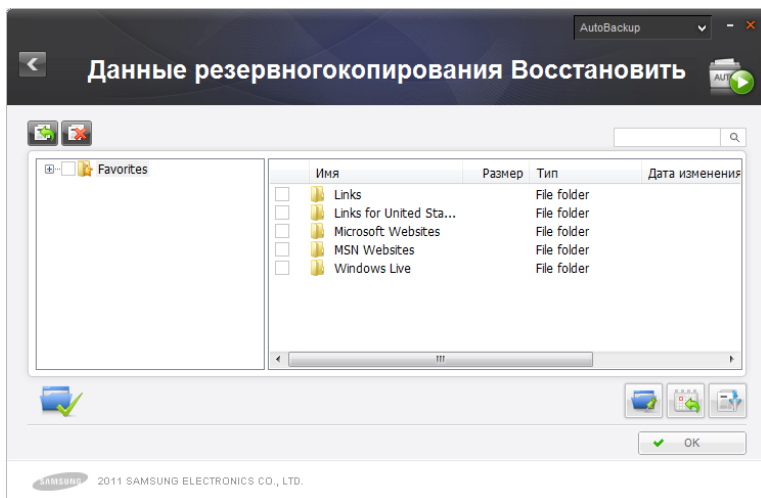 AutoBackup
Данные резервногокопирования Восстановить
AUTO
Favorites
Имя Размер Тип Дата изменения
Links File folder
Links for United Sta... File folder
Microsoft Websites File folder
MSN Websites File folder
Windows Live File folder
OK
SAMSUNG 2011 SAMSUNG ELECTRONICS CO., LTD.